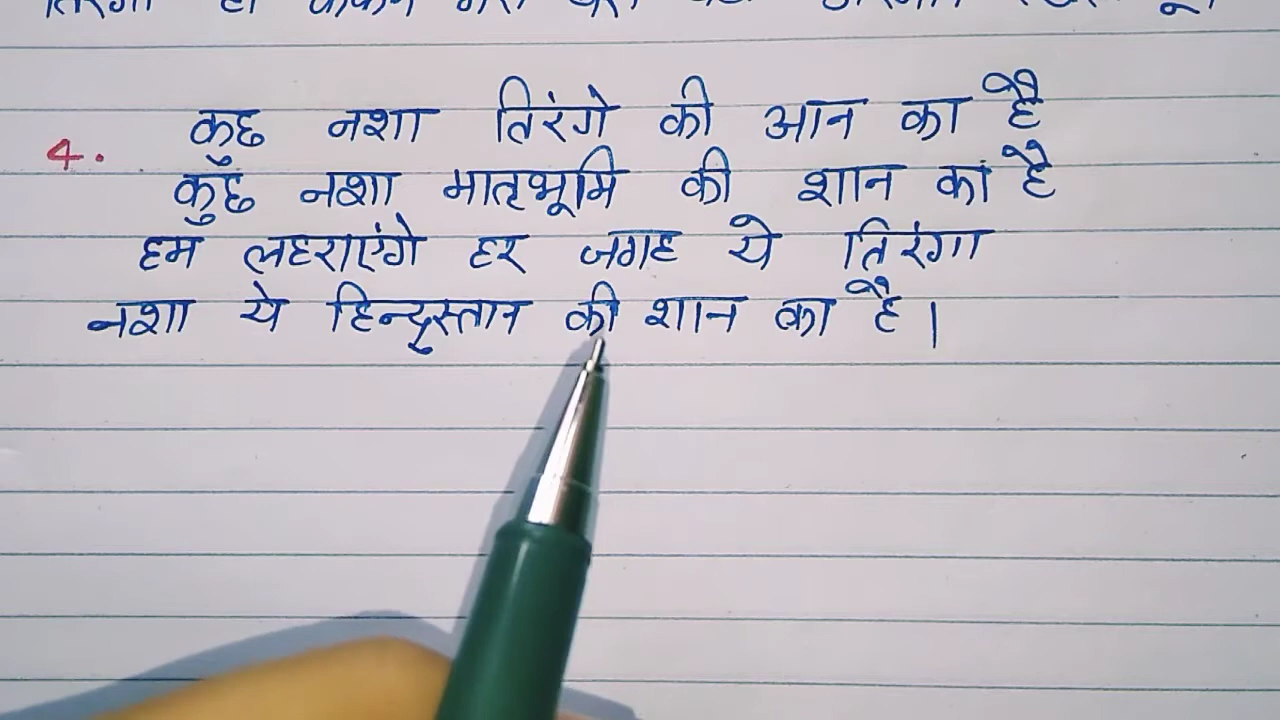 4. कुछ नशा तिरंगे की आन का है
कुछ नशा मातृभूमि की शान का है
हम लहराएंगे हर जगह ये तिरंगा
नशा ये हिन्दुस्तान की शान का है।